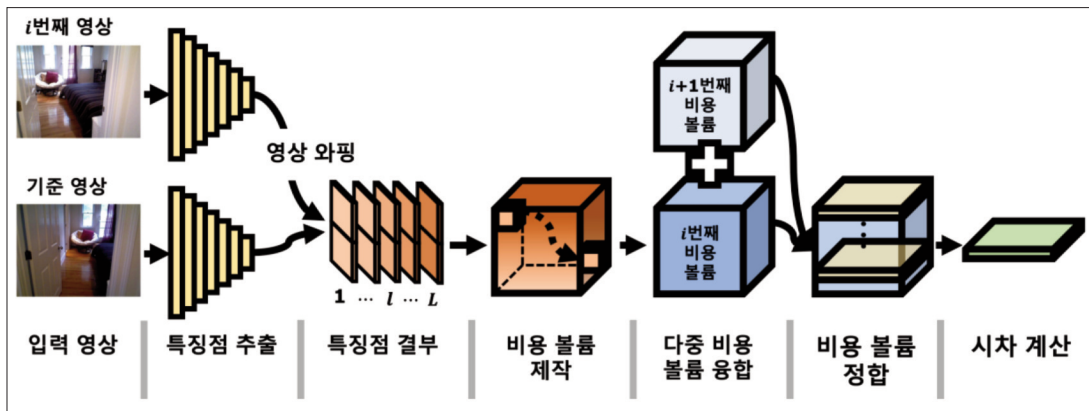 i번째 영상
기준 영상
영상 와핑
1 ... l ... L
i+1번째
비용
볼륨
i번째
비용
볼륨
입력 영상
특징점 추출
특징점 결부
비용 볼륨
제작
다중 비용
볼륨 융합
비용 볼륨
정합
시차 계산